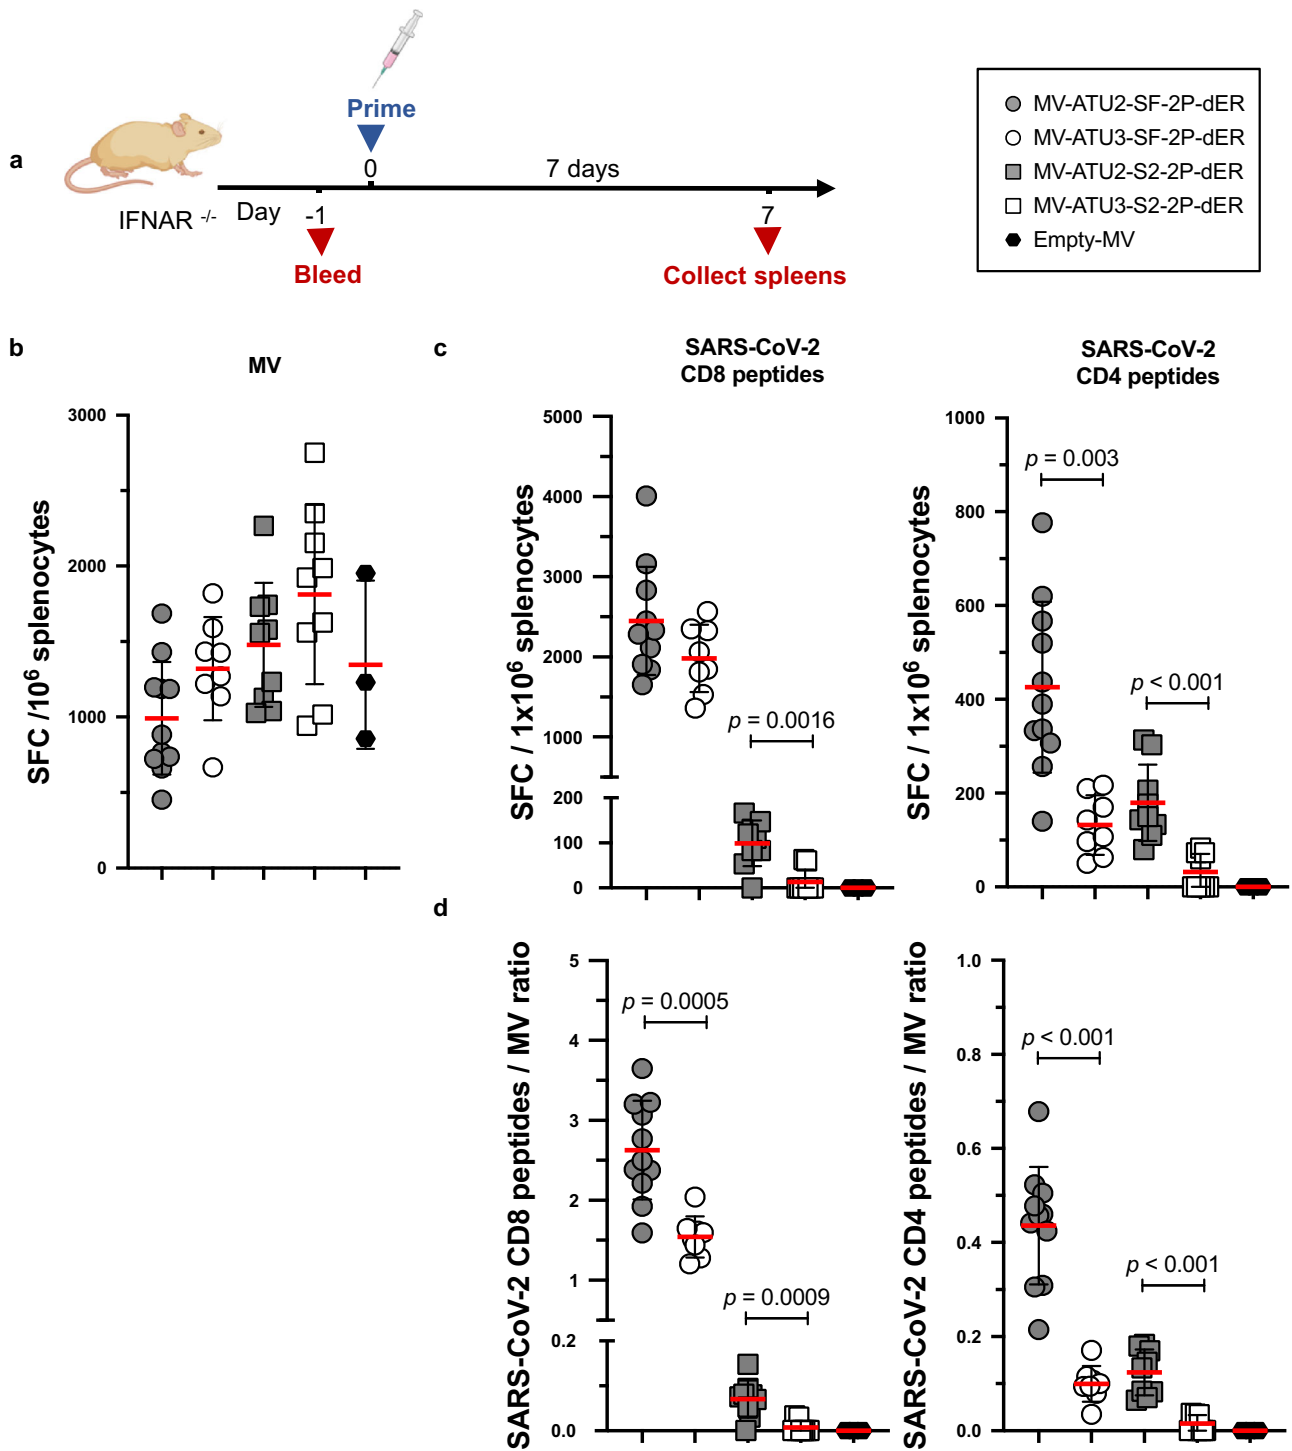 a
Prime
0
7 days
IFNAR -/-
Day
-1
7
Bleed
Collect spleens
MV-ATU2-SF-2P-dER
MV-ATU3-SF-2P-dER
MV-ATU2-S2-2P-dER
MV-ATU3-S2-2P-dER
Empty-MV
b
MV
SFC /10⁶ splenocytes
3000
2000
1000
0
c
SARS-CoV-2
CD8 peptides
SFC / 1x10⁶ splenocytes
5000
4000
3000
2000
1000
200
100
0
p = 0.0016
SARS-CoV-2
CD4 peptides
SFC / 1x10⁶ splenocytes
1000
800
600
400
200
0
p = 0.003
p < 0.001
d
SARS-CoV-2 CD8 peptides / MV ratio
5
4
3
2
1
0.2
0.0
p = 0.0005
p = 0.0009
SARS-CoV-2 CD4 peptides / MV ratio
1.0
0.8
0.6
0.4
0.2
0.0
p < 0.001
p < 0.001